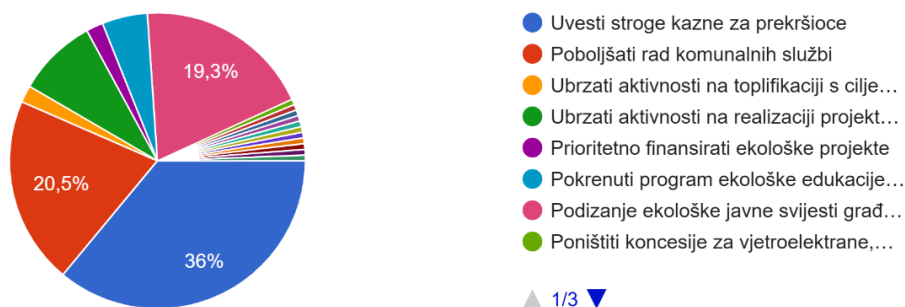 19,3%
20,5%
36%
Uvesti stroge kazne za prekršioce
Poboljšati rad komunalnih službi
Ubrzati aktivnosti na toplifikaciji s cilje…
Ubrzati aktivnosti na realizaciji projekt…
Prioritetno finansirati ekološke projekte
Pokrenuti program ekološke edukacije…
Podizanje ekološke javne svijesti građ…
Poništiti koncesije za vjetroelektrane,…
1/3